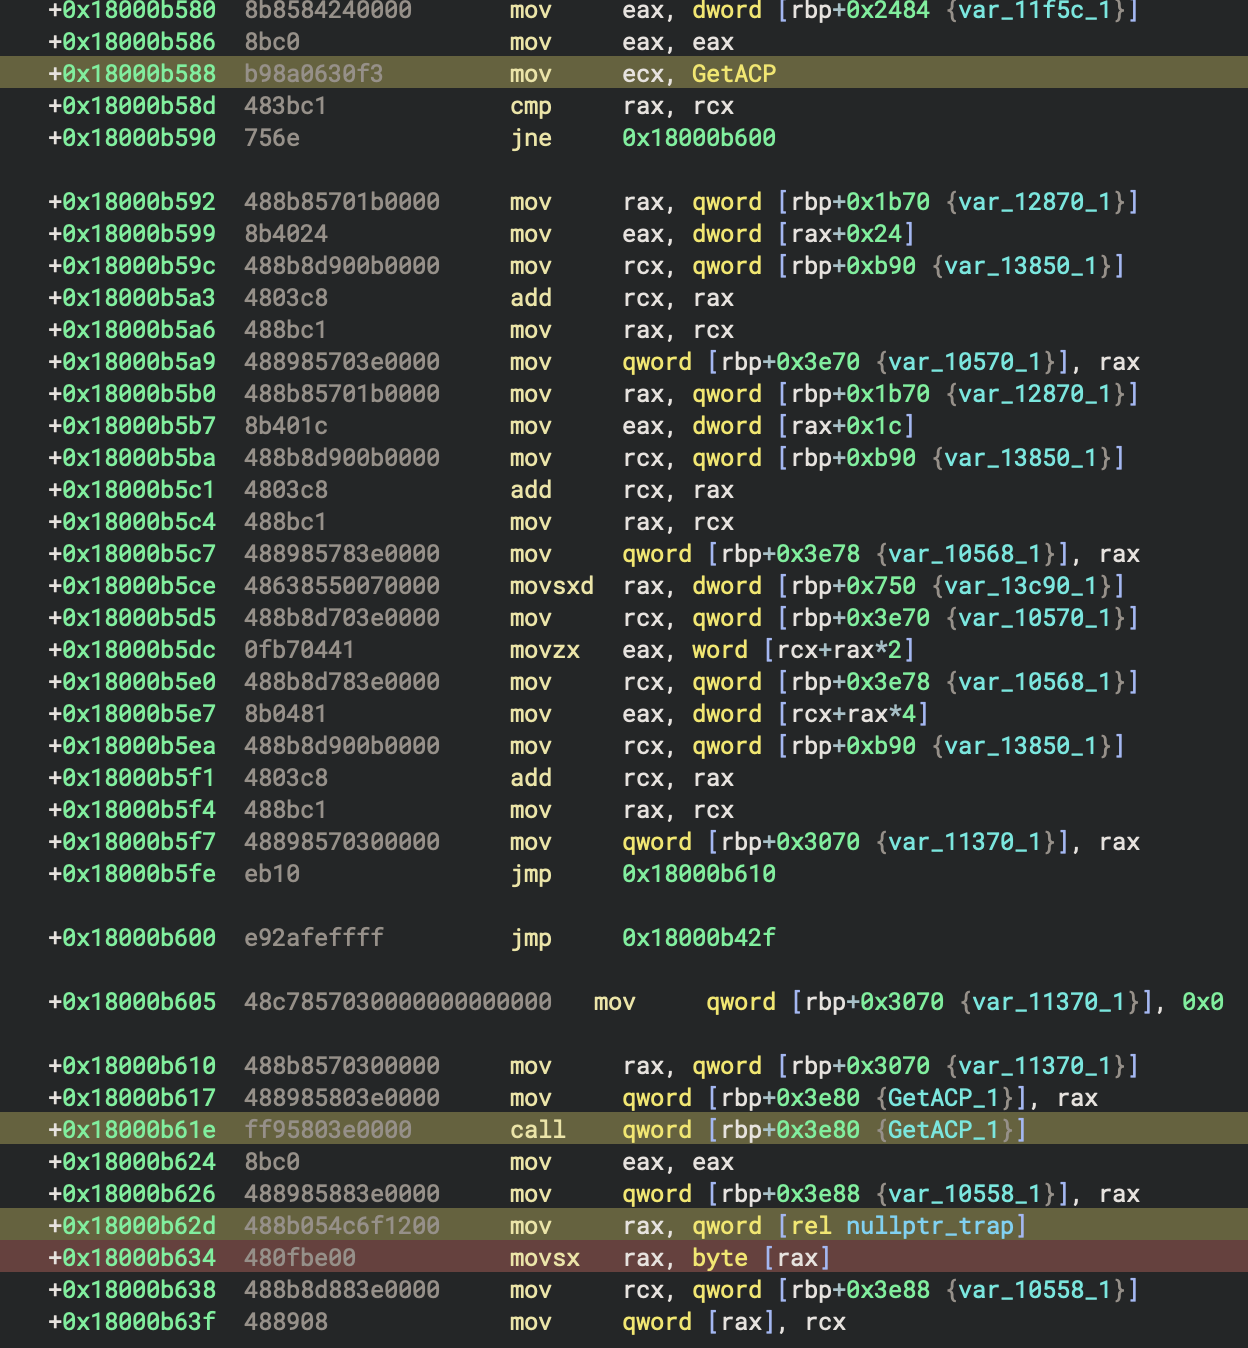 +0x18000b580 8b8584240000 mov eax, dword [rbp+0x2484 {var_11f5c_1}]
+0x18000b586 8bc0 mov eax, eax
+0x18000b588 b98a0630f3 mov ecx, GetACP
+0x18000b58d 483bc1 cmp rax, rcx
+0x18000b590 756e jne 0x18000b600
+0x18000b592 488b85701b0000 mov rax, qword [rbp+0x1b70 {var_12870_1}]
+0x18000b599 8b4024 mov eax, dword [rax+0x24]
+0x18000b59c 488b8d900b0000 mov rcx, qword [rbp+0xb90 {var_13850_1}]
+0x18000b5a3 4803c8 add rcx, rax
+0x18000b5a6 488bc1 mov rax, rcx
+0x18000b5a9 488985703e0000 mov qword [rbp+0x3e70 {var_10570_1}], rax
+0x18000b5b0 488b85701b0000 mov rax, qword [rbp+0x1b70 {var_12870_1}]
+0x18000b5b7 8b401c mov eax, dword [rax+0x1c]
+0x18000b5ba 488b8d900b0000 mov rcx, qword [rbp+0xb90 {var_13850_1}]
+0x18000b5c1 4803c8 add rcx, rax
+0x18000b5c4 488bc1 mov rax, rcx
+0x18000b5c7 488985783e0000 mov qword [rbp+0x3e78 {var_10568_1}], rax
+0x18000b5ce 48638550070000 movsxd rax, dword [rbp+0x750 {var_13c90_1}]
+0x18000b5d5 488b8d703e0000 mov rcx, qword [rbp+0x3e70 {var_10570_1}]
+0x18000b5dc 0fb70441 movzx eax, word [rcx+rax*2]
+0x18000b5e0 488b8d783e0000 mov rcx, qword [rbp+0x3e78 {var_10568_1}]
+0x18000b5e7 8b0481 mov eax, dword [rcx+rax*4]
+0x18000b5ea 488b8d900b0000 mov rcx, qword [rbp+0xb90 {var_13850_1}]
+0x18000b5f1 4803c8 add rcx, rax
+0x18000b5f4 488bc1 mov rax, rcx
+0x18000b5f7 48898570300000 mov qword [rbp+0x3070 {var_11370_1}], rax
+0x18000b5fe eb10 jmp 0x18000b610
+0x18000b600 e92afeffff jmp 0x18000b42f
+0x18000b605 48c7857030000000000000 mov qword [rbp+0x3070 {var_11370_1}], 0x0
+0x18000b610 488b8570300000 mov rax, qword [rbp+0x3070 {var_11370_1}]
+0x18000b617 488985803e0000 mov qword [rbp+0x3e80 {GetACP_1}], rax
+0x18000b61e ff95803e0000 call qword [rbp+0x3e80 {GetACP_1}]
+0x18000b624 8bc0 mov eax, eax
+0x18000b626 488985883e0000 mov qword [rbp+0x3e88 {var_10558_1}], rax
+0x18000b62d 488b054c6f1200 mov rax, qword [rel nullptr_trap]
+0x18000b634 480fbe00 movsx rax, byte [rax]
+0x18000b638 488b8d883e0000 mov rcx, qword [rbp+0x3e88 {var_10558_1}]
+0x18000b63f 488908 mov qword [rax], rcx